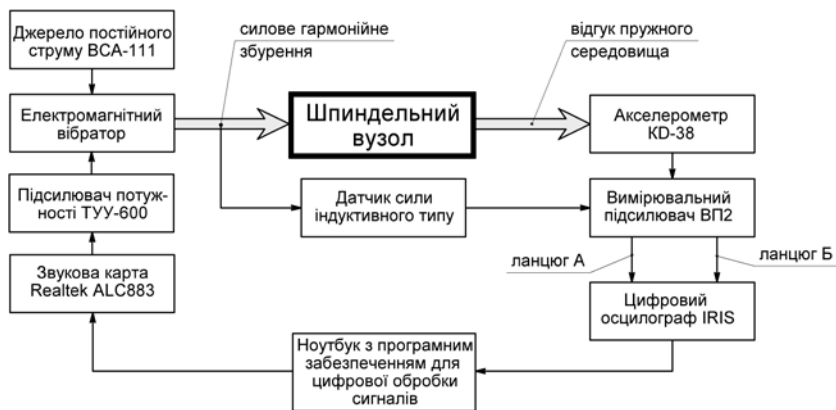 Джерело постійного
струму ВСА-111
силове гармонійне
збурення
відгук пружного
середовища
Електромагнітний
вібратор
Шпиндельний
вузол
Акселерометр
KD-38
Підсилювач потуж-
ності ТУУ-600
Датчик сили
індуктивного типу
Вимірювальний
підсилювач ВП2
ланцюг А
ланцюг Б
Звукова карта
Realtek ALC883
Цифровий
осцилограф IRIS
Ноутбук з програмним
забезпеченням для
цифрової обробки
сигналів